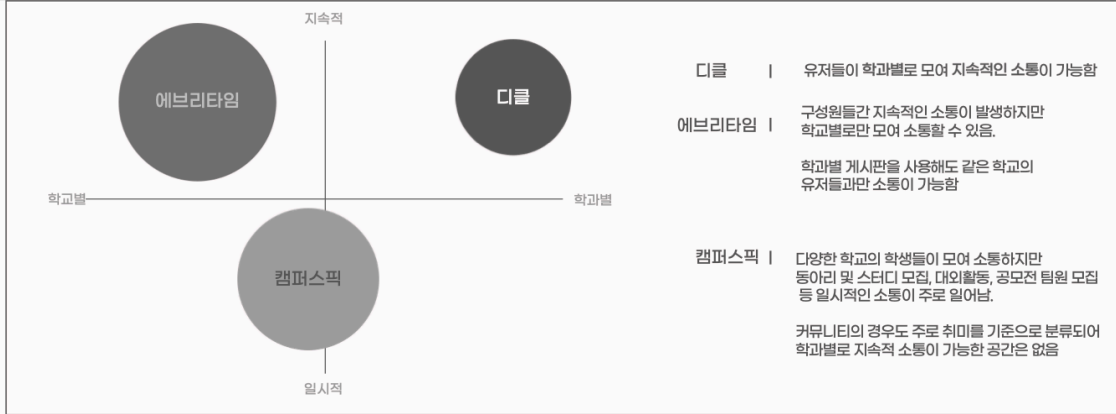 지속적
에브리타임
디클
학교별
학과별
캠퍼스픽
일시적
디클 | 유저들이 학과별로 모여 지속적인 소통이 가능함
에브리타임 | 구성원들간 지속적인 소통이 발생하지만
학교별로만 모여 소통할 수 있음.
학과별 게시판을 사용해도 같은 학교의
유저들과만 소통이 가능함
캠퍼스픽 | 다양한 학교의 학생들이 모여 소통하지만
동아리 및 스터디 모집, 대외활동, 공모전 팀원 모집
등 일시적인 소통이 주로 일어남.
커뮤니티의 경우도 주로 취미를 기준으로 분류되어
학과별로 지속적 소통이 가능한 공간은 없음